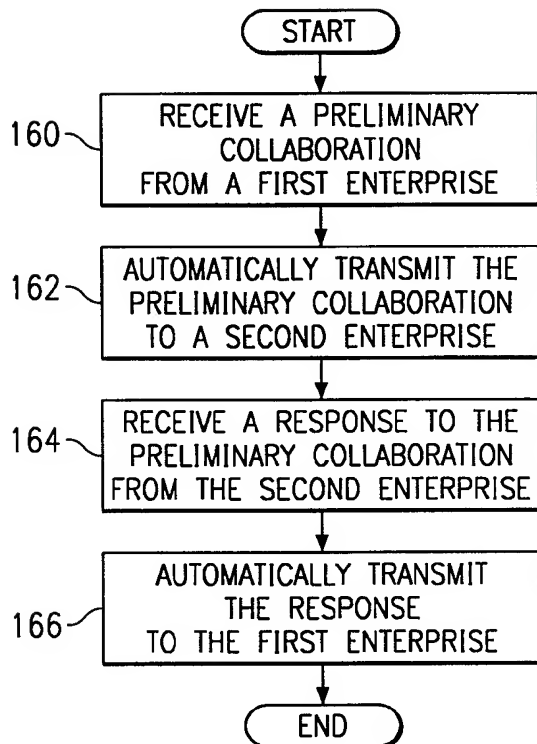 START
160
RECEIVE A PRELIMINARY
COLLABORATION
FROM A FIRST ENTERPRISE
162
AUTOMATICALLY TRANSMIT THE
PRELIMINARY COLLABORATION
TO A SECOND ENTERPRISE
164
RECEIVE A RESPONSE TO THE
PRELIMINARY COLLABORATION
FROM THE SECOND ENTERPRISE
166
AUTOMATICALLY TRANSMIT
THE RESPONSE
TO THE FIRST ENTERPRISE
END